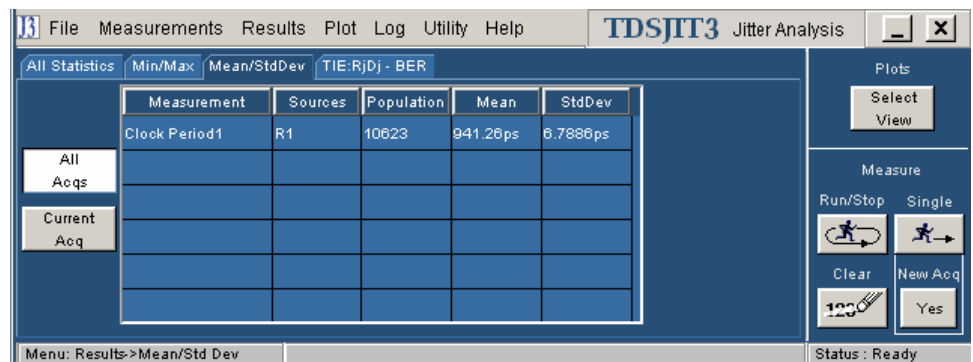 J3 File Measurements Results Plot Log Utility Help TDSJIT3 Jitter Analysis
All Statistics Min/Max Mean/StdDev TIE:RjDj - BER
Plots
Select
View
Measurement Sources Population Mean StdDev
Clock Period1 R1 10623 941.26ps 6.7886ps
All
Acqs
Current
Acq
Measure
Run/Stop Single
Clear New Acq
123 Yes
Menu: Results->Mean/Std Dev Status : Ready